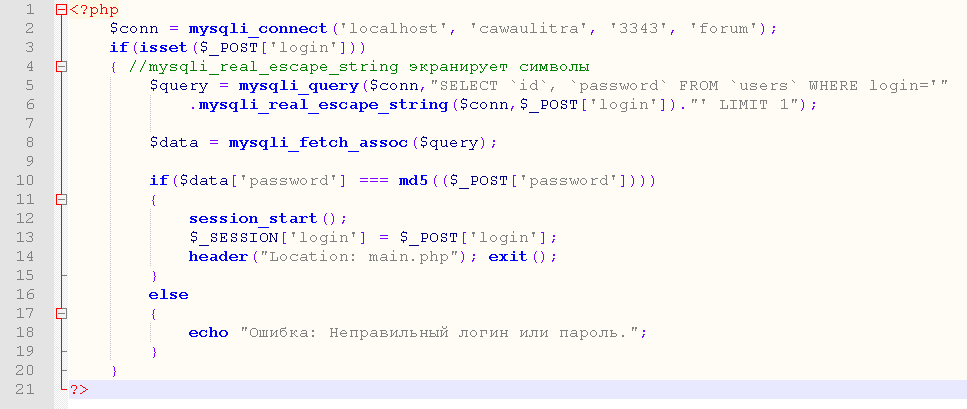 1 <?php
2 $conn = mysqli_connect('localhost', 'cawaulitra', '3343', 'forum');
3 if(isset($_POST['login']))
4 { //mysqli_real_escape_string экранирует символы
5 $query = mysqli_query($conn,"SELECT `id`, `password` FROM `users` WHERE login='"
6 .mysqli_real_escape_string($conn,$_POST['login'])."' LIMIT 1");
7
8 $data = mysqli_fetch_assoc($query);
9
10 if($data['password'] === md5(($_POST['password'])))
11 {
12 session_start();
13 $_SESSION['login'] = $_POST['login'];
14 header("Location: main.php"); exit();
15 }
16 else
17 {
18 echo "Ошибка: Неправильный логин или пароль.";
19 }
20 }
21 ?>